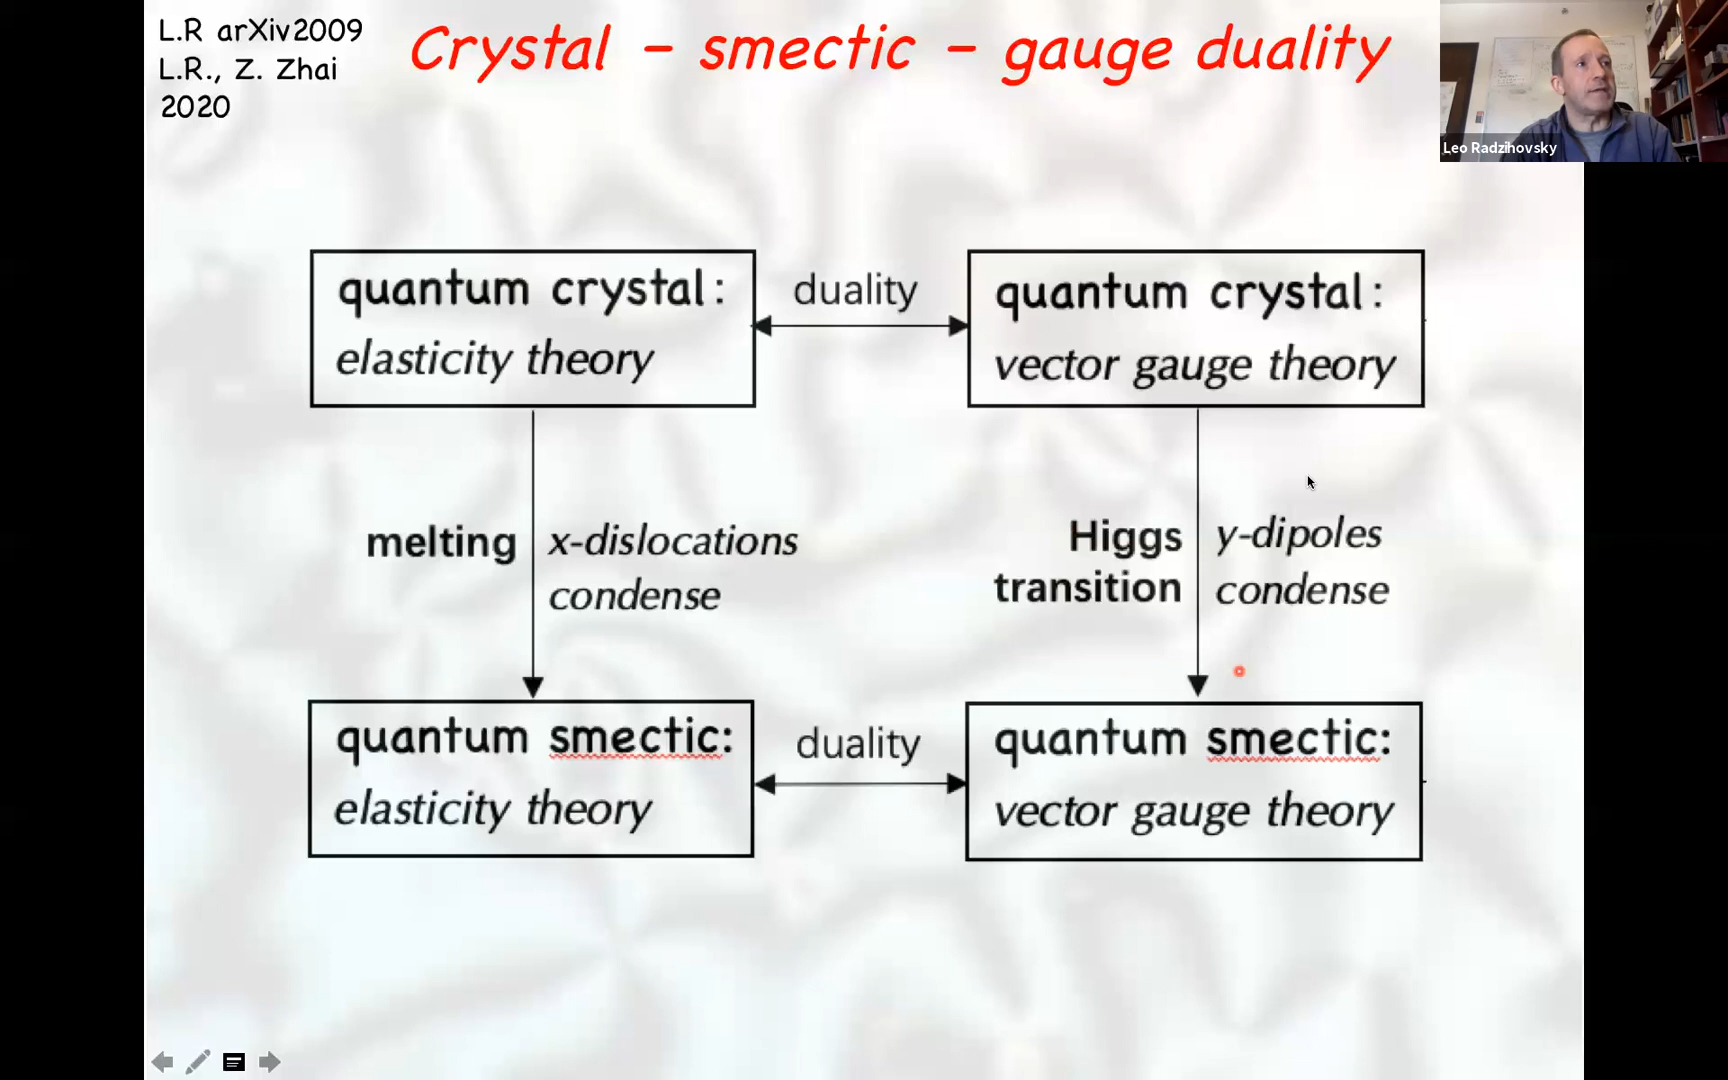 L.R arXiv2009
L.R., Z. Zhai
2020
Crystal - smectic - gauge duality
Leo Radzihovsky
quantum crystal:
elasticity theory
duality
quantum crystal:
vector gauge theory
melting
x-dislocations
condense
Higgs
transition
y-dipoles
condense
quantum smectic:
elasticity theory
duality
quantum smectic:
vector gauge theory